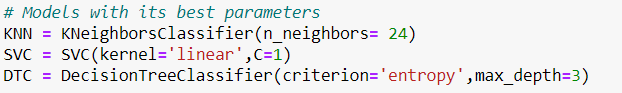 # Models with its best parameters
KNN = KNeighborsClassifier(n_neighbors= 24)
SVC = SVC(kernel='linear',C=1)
DTC = DecisionTreeClassifier(criterion='entropy',max_depth=3)